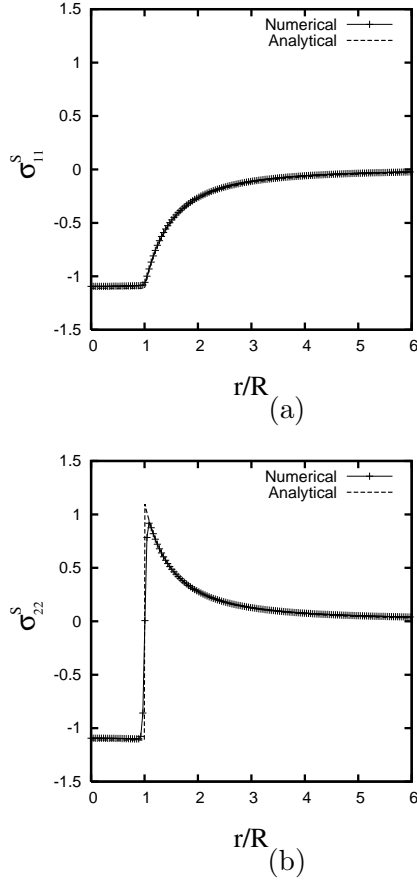 Numerical
Analytical
1.5
1
0.5
0
-0.5
-1
-1.5
σ₁₁ˢ
0 1 2 3 4 5 6
r/R
(a)
Numerical
Analytical
1.5
1
0.5
0
-0.5
-1
-1.5
σ₂₂ˢ
0 1 2 3 4 5 6
r/R
(b)